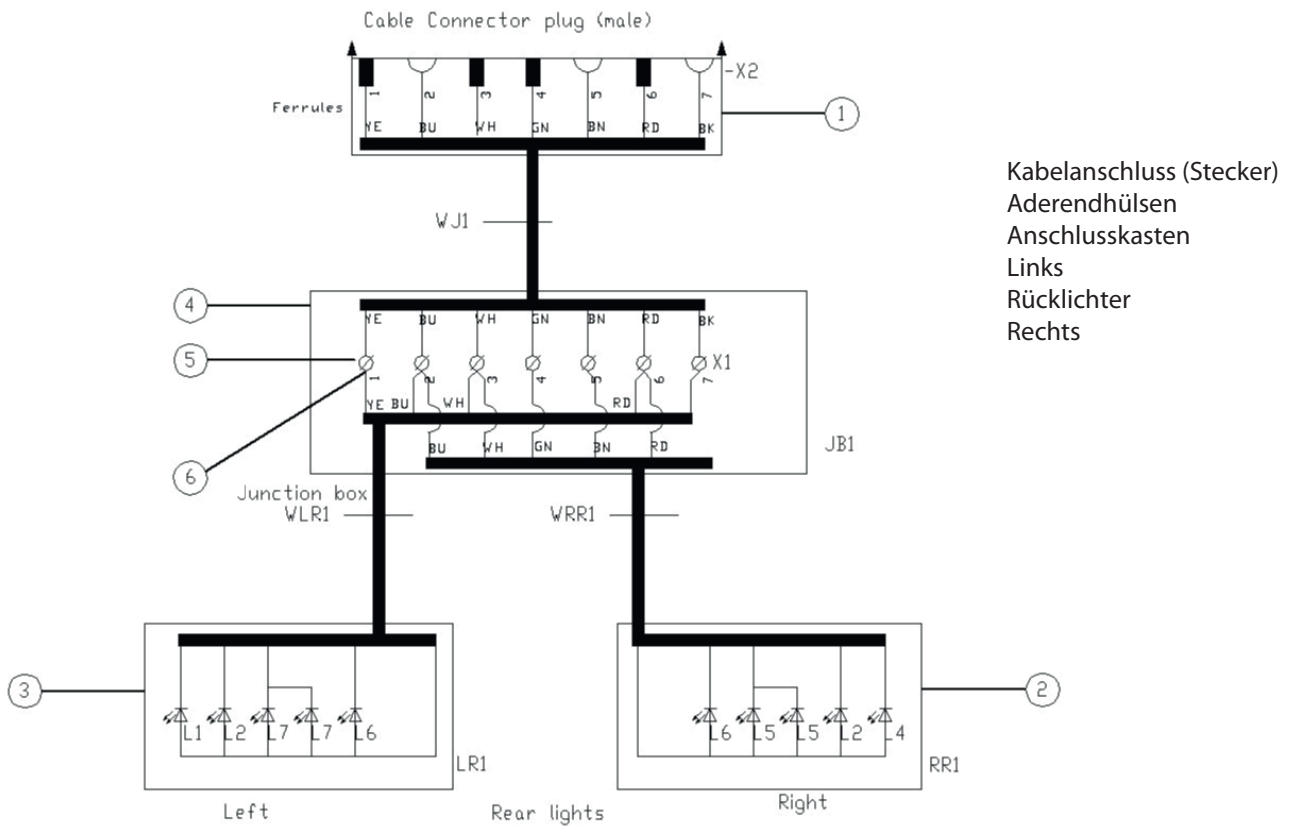 Cable Connector plug (male)
-X2
1 2 3 4 5 6 7
Ferrules
1
YE BU WH GN BN RD BK
Kabelanschluss (Stecker)
Aderendhülsen
Anschlusskasten
Links
Rücklichter
Rechts
WJ1
4
YE BU WH GN BN RD BK
5
X1
1 2 3 4 5 6 7
YE BU WH RD
BU WH GN BN RD
JB1
6
Junction box
WLR1
WRR1
3
2
L1 L2 L7 L7 L6
L6 L5 L5 L2 L4
LR1
RR1
Left
Rear lights
Right